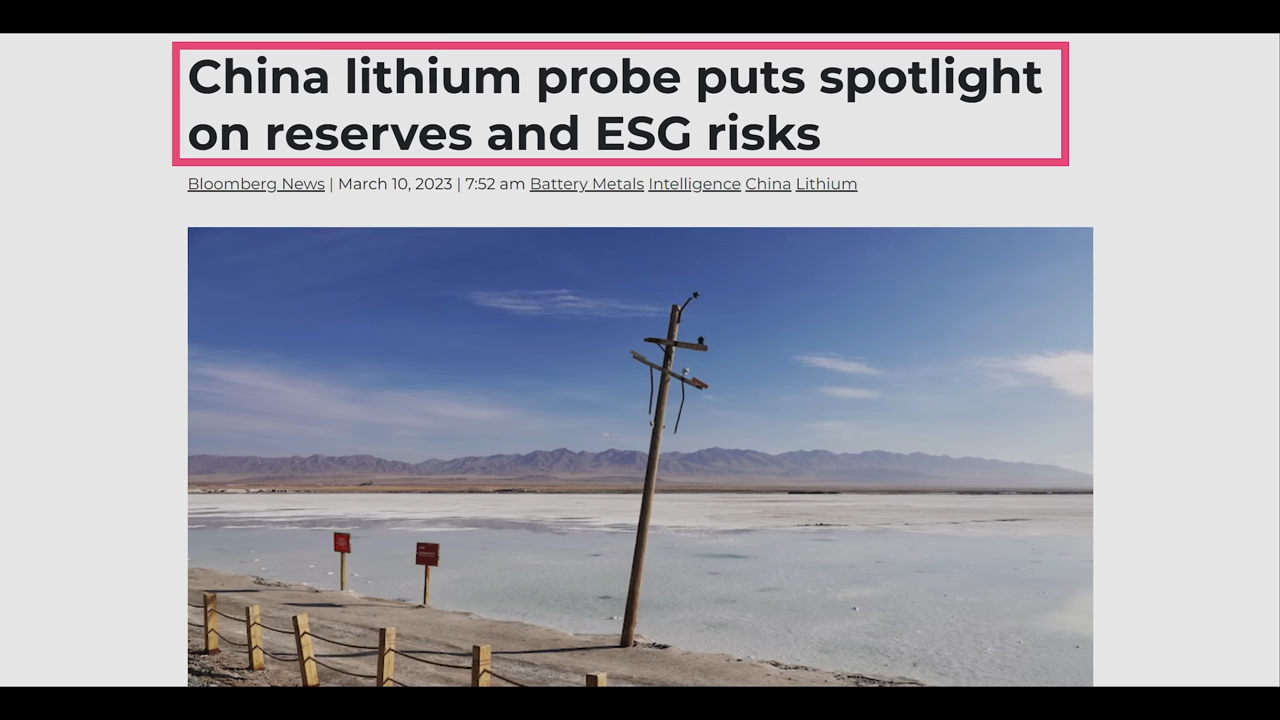 China lithium probe puts spotlight
on reserves and ESG risks
Bloomberg News | March 10, 2023 | 7:52 am Battery Metals Intelligence China Lithium